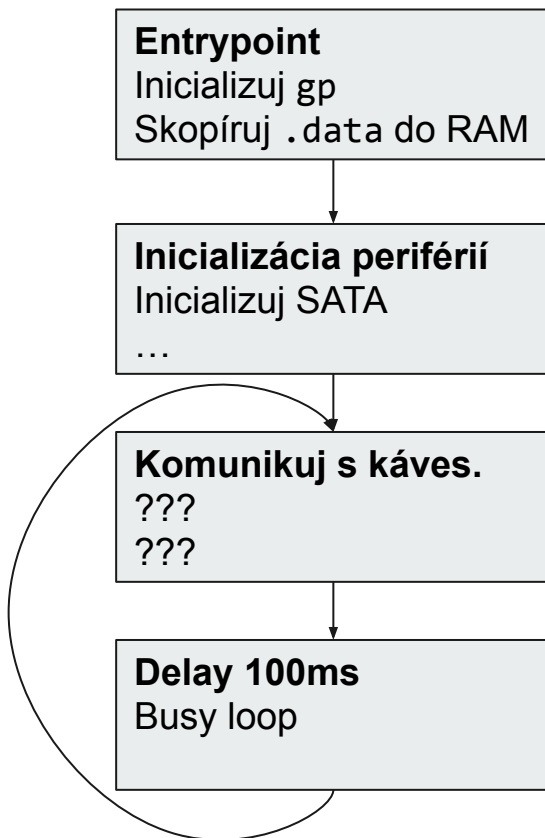 Entrypoint
Inicializuj gp
Skopíruj .data do RAM
Inicializácia periférií
Inicializuj SATA
…
Komunikuj s káves.
???
???
Delay 100ms
Busy loop